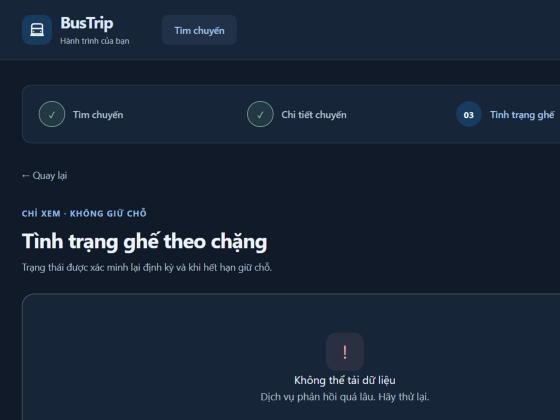 BusTrip
Hành trình của bạn
Tìm chuyến
✓ Tìm chuyến
✓ Chi tiết chuyến
03 Tình trạng ghế
← Quay lại
CHỈ XEM · KHÔNG GIỮ CHỖ
Tình trạng ghế theo chặng
Trạng thái được xác minh lại định kỳ và khi hết hạn giữ chỗ.
!
Không thể tải dữ liệu
Dịch vụ phản hồi quá lâu. Hãy thử lại.